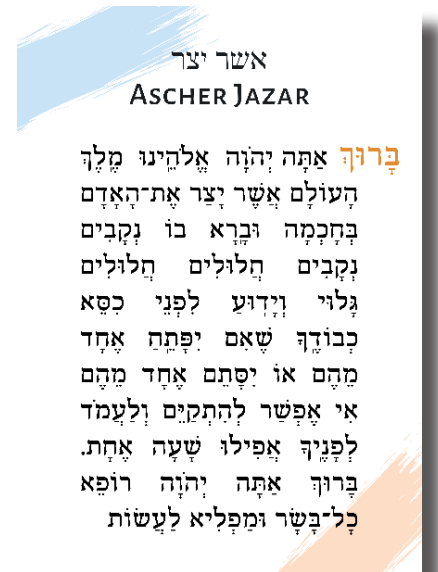 אשר יצר
ASCHER JAZAR
בָּרוּךְ אַתָּה יְהֹוָה אֱלֹהֵֽינוּ מֶֽלֶךְ
הָעוֹלָם אֲשֶׁר יָצַר אֶת־הָאָדָם
בְּחָכְמָה וּבָֽרָא בוֹ נְקָבִים
נְקָבִים חֲלוּלִים חֲלוּלִים
גָּלוּי וְיָדֽוּעַ לִפְנֵי כִסֵּא
כְבוֹדֶֽךָ שֶׁאִם יִפָּתֵֽחַ אֶחָד
מֵהֶם אוֹ יִסָּתֵם אֶחָד מֵהֶם
אִי אֶפְשַׁר לְהִתְקַיֵּם וְלַעֲמֹד
לְפָנֶֽיךָ אֲפִילוּ שָׁעָה אֶחָת.
בָּרוּךְ אַתָּה יְהֹוָה רוֹפֵא
כָל־בָּשָׂר וּמַפְלִיא לַעֲשׂוֹת